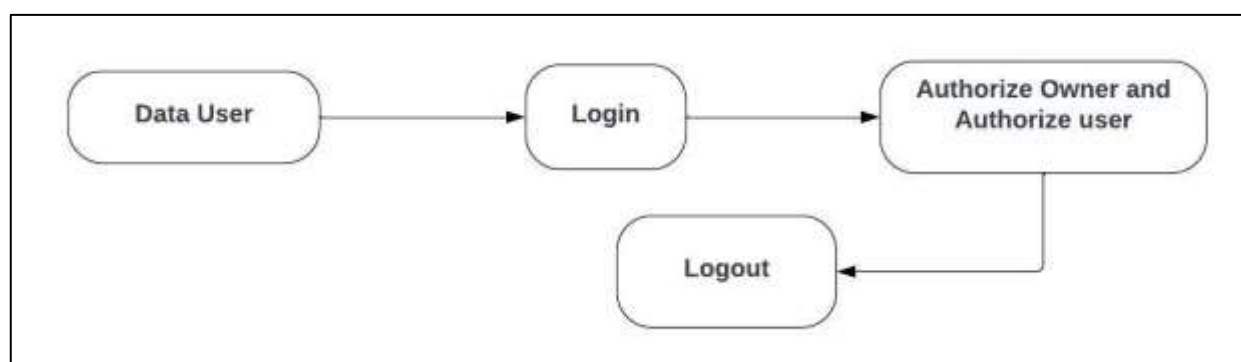 Data User
Login
Authorize Owner and
Authorize user
Logout